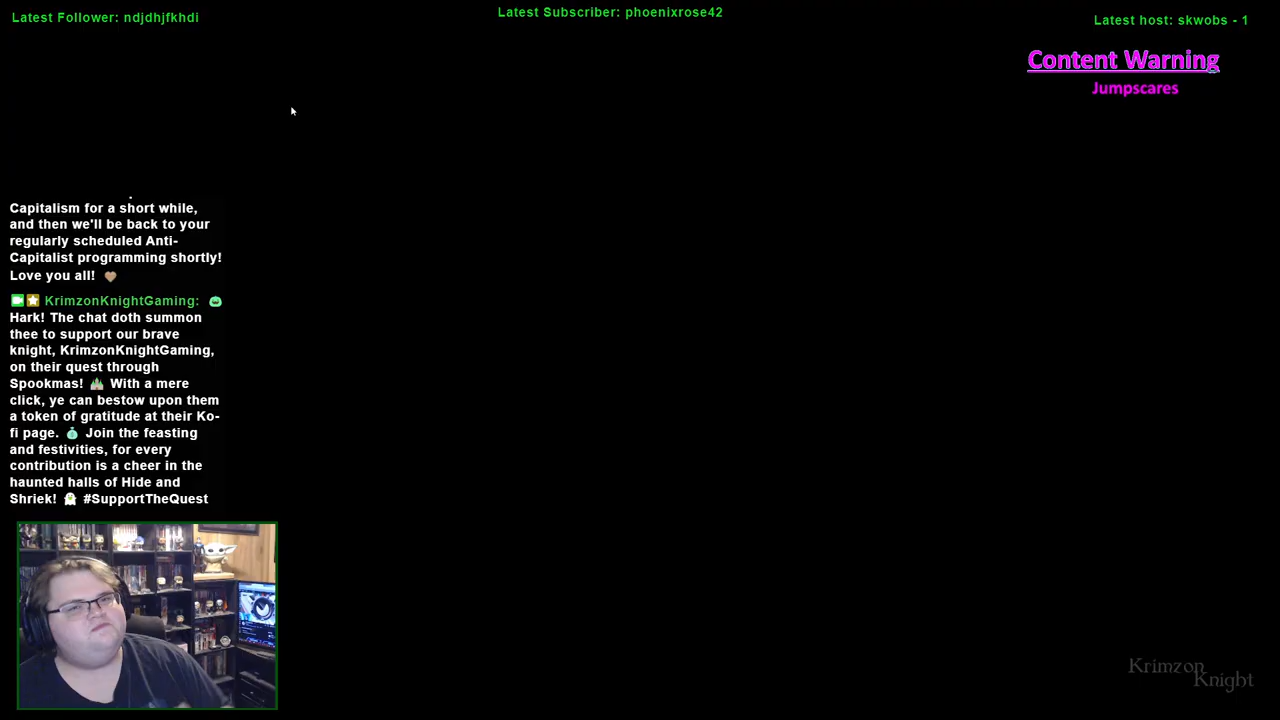 Latest Follower: ndjdhjfkhdi
Latest Subscriber: phoenixrose42
Latest host: skwobs - 1
Content Warning
Jumpscares
Capitalism for a short while,
and then we'll be back to your
regularly scheduled Anti-
Capitalist programming shortly!
Love you all! 🤎
KrimzonKnightGaming: 🎃
Hark! The chat doth summon
thee to support our brave
knight, KrimzonKnightGaming,
on their quest through
Spookmas! 🏰 With a mere
click, ye can bestow upon them
a token of gratitude at their Ko-
fi page. 💰 Join the feasting
and festivities, for every
contribution is a cheer in the
haunted halls of Hide and
Shriek! 👻 #SupportTheQuest
Krimzon
Knight